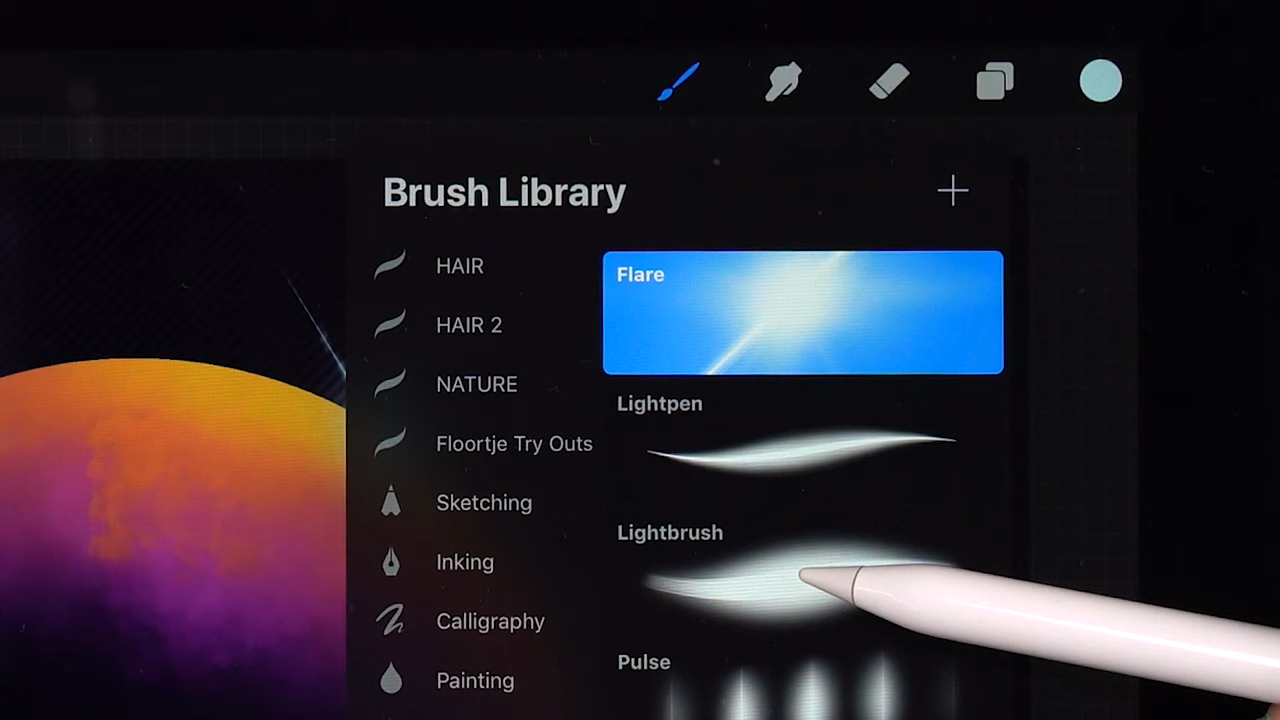 Brush Library
HAIR
HAIR 2
NATURE
Floortje Try Outs
Sketching
Inking
Calligraphy
Painting
Flare
Lightpen
Lightbrush
Pulse